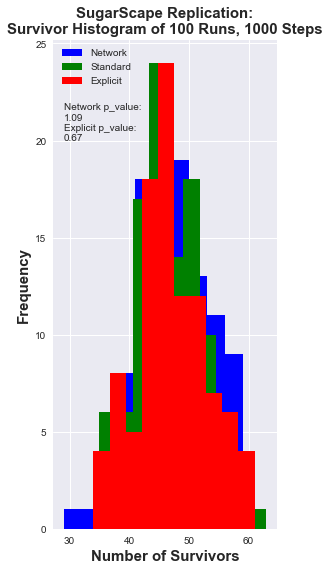 SugarScape Replication:
Survivor Histogram of 100 Runs, 1000 Steps
25
Network
Standard
Explicit
Network p_value:
1.09
Explicit p_value:
0.67
20
15
10
5
0
Frequency
30 40 50 60
Number of Survivors